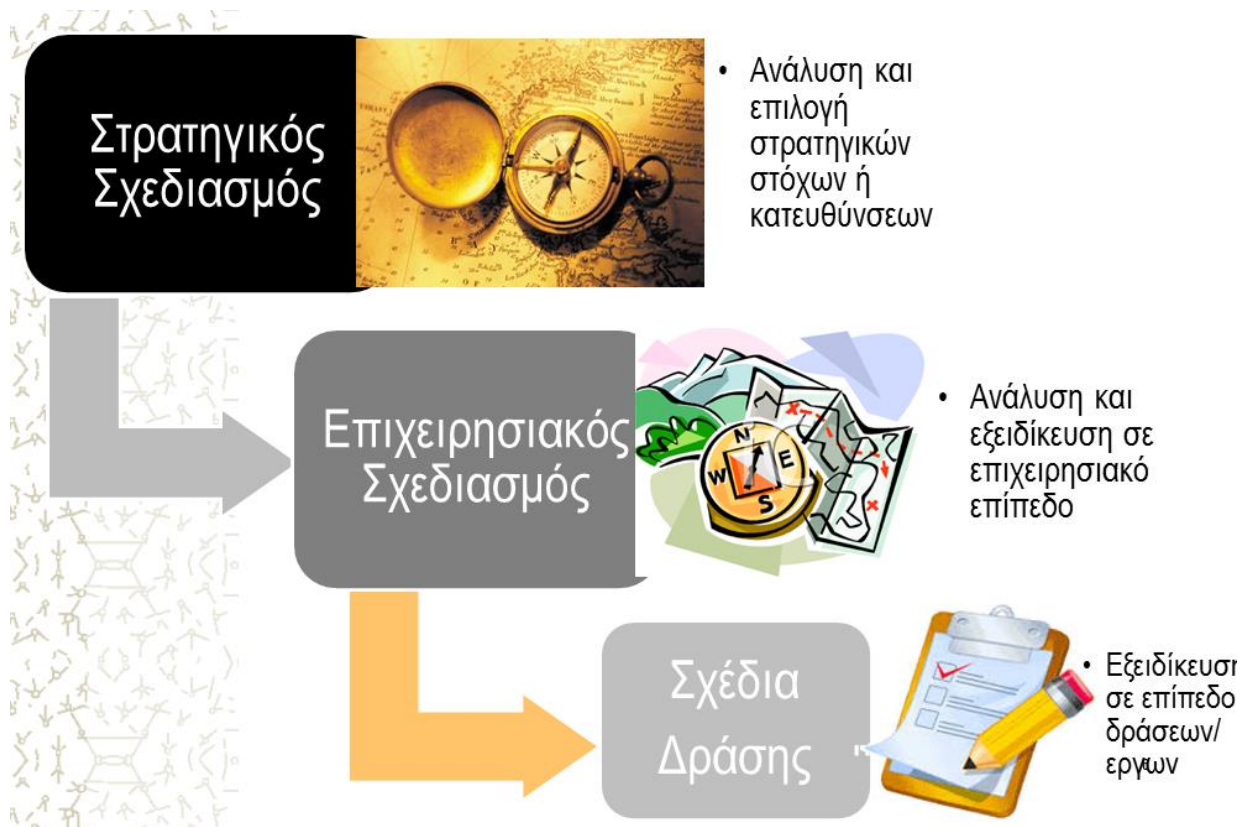 Στρατηγικός
Σχεδιασμός
• Ανάλυση και
επιλογή
στρατηγικών
στόχων ή
κατευθύνσεων
Επιχειρησιακός
Σχεδιασμός
N
E
W
S
• Ανάλυση και
εξειδίκευση σε
επιχειρησιακό
επίπεδο
Σχέδια
Δράσης
• Εξειδίκευση
σε επίπεδο
δράσεων/
εργων